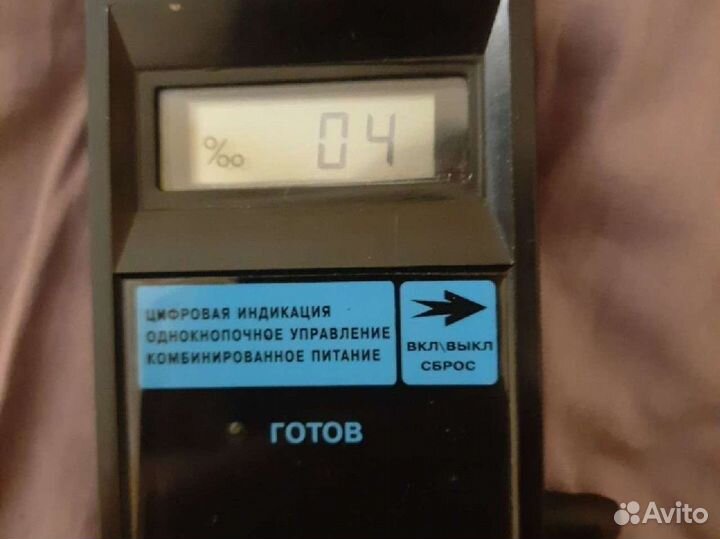 ‰ 04
ЦИФРОВАЯ ИНДИКАЦИЯ
ОДНОКНОПОЧНОЕ УПРАВЛЕНИЕ
КОМБИНИРОВАННОЕ ПИТАНИЕ
ВКЛ\ВЫКЛ
СБРОС
ГОТОВ
Avito